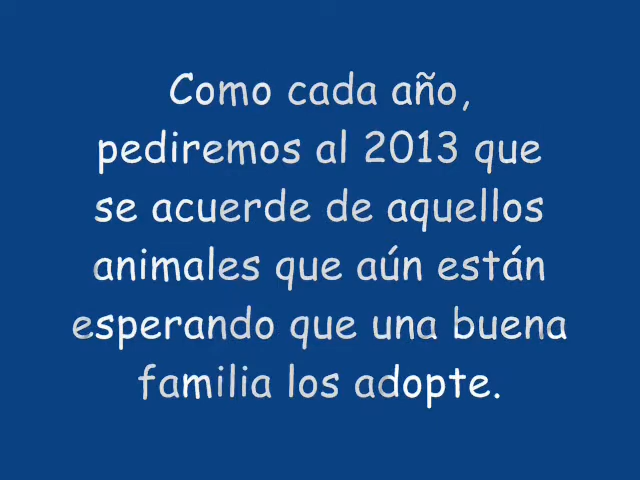 Como cada año,
pediremos al 2013 que
se acuerde de aquellos
animales que aún están
esperando que una buena
familia los adopte.